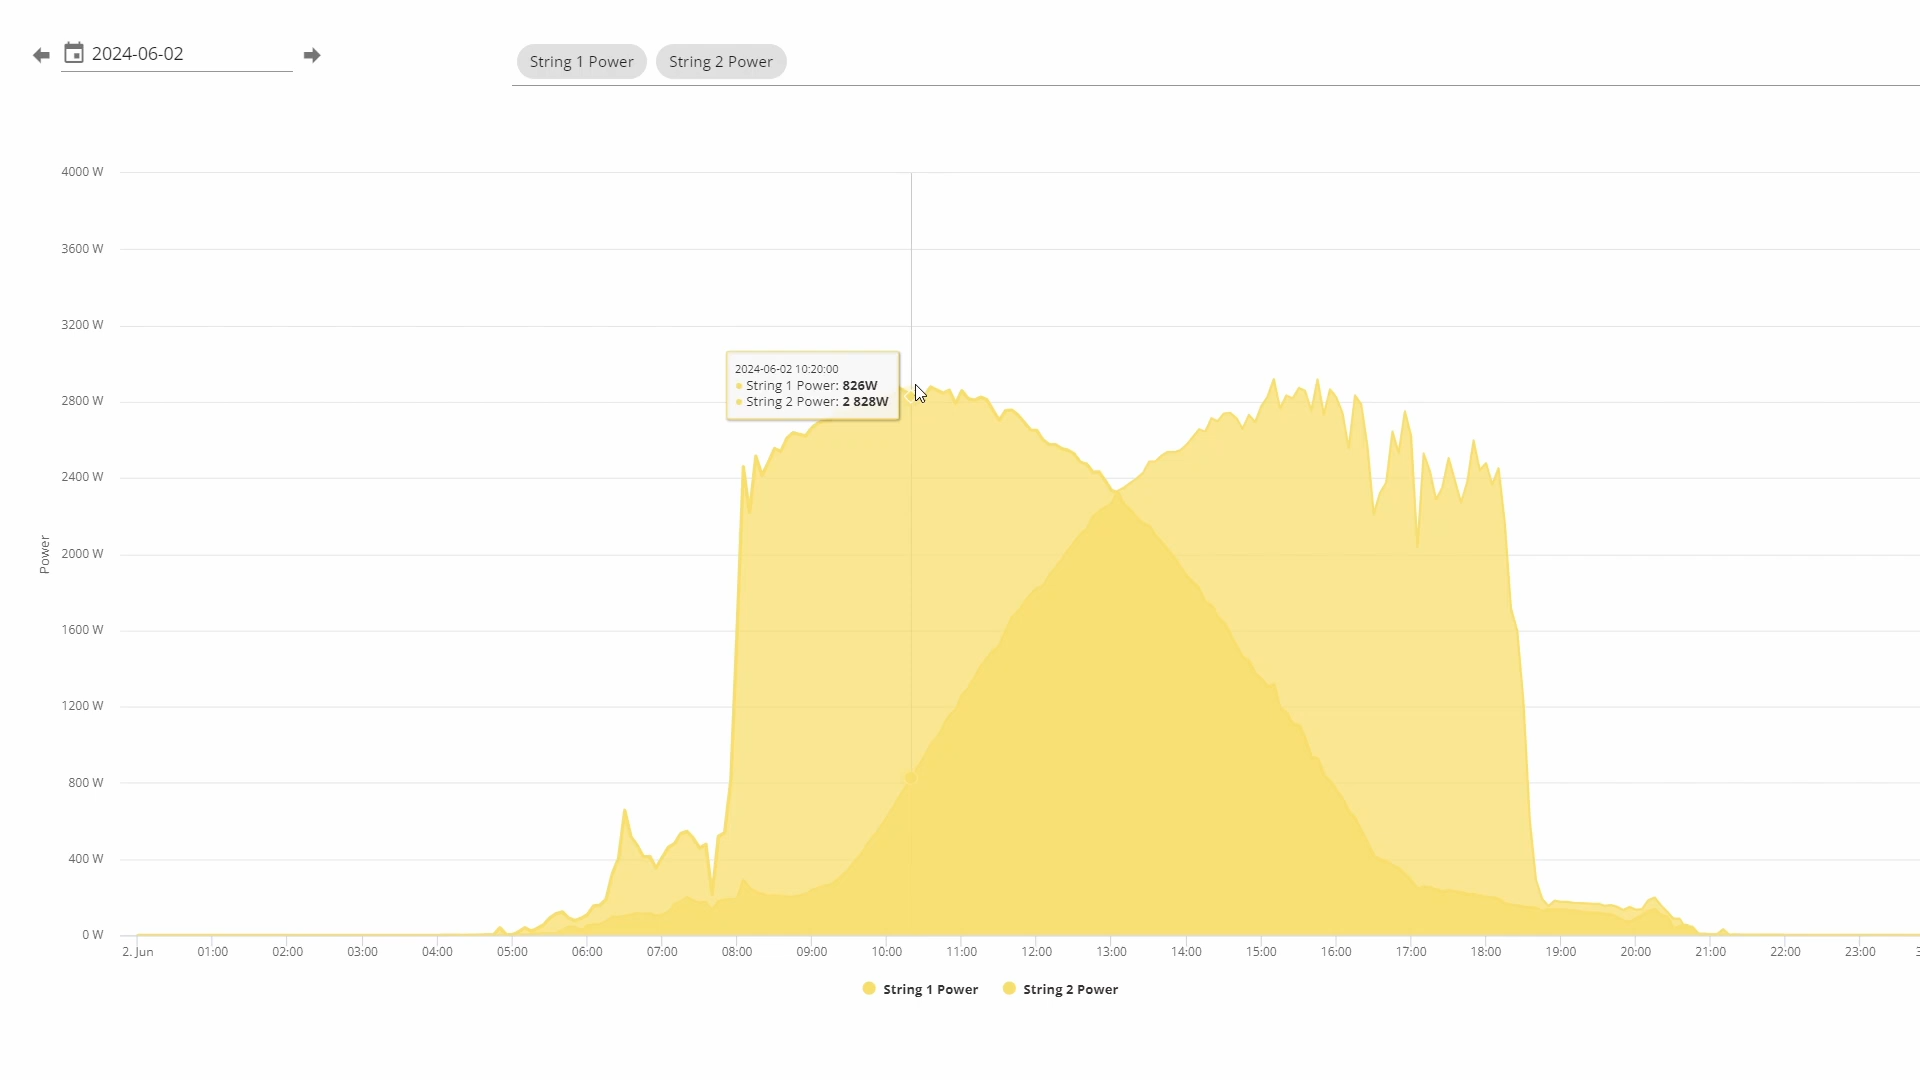 2024-06-02
String 1 Power String 2 Power
4000 W
3600 W
3200 W
2800 W
2400 W
2000 W
1600 W
1200 W
800 W
400 W
0 W
Power
2024-06-02 10:20:00
String 1 Power: 826W
String 2 Power: 2 828W
2. Jun 01:00 02:00 03:00 04:00 05:00 06:00 07:00 08:00 09:00 10:00 11:00 12:00 13:00 14:00 15:00 16:00 17:00 18:00 19:00 20:00 21:00 22:00 23:00
String 1 Power String 2 Power